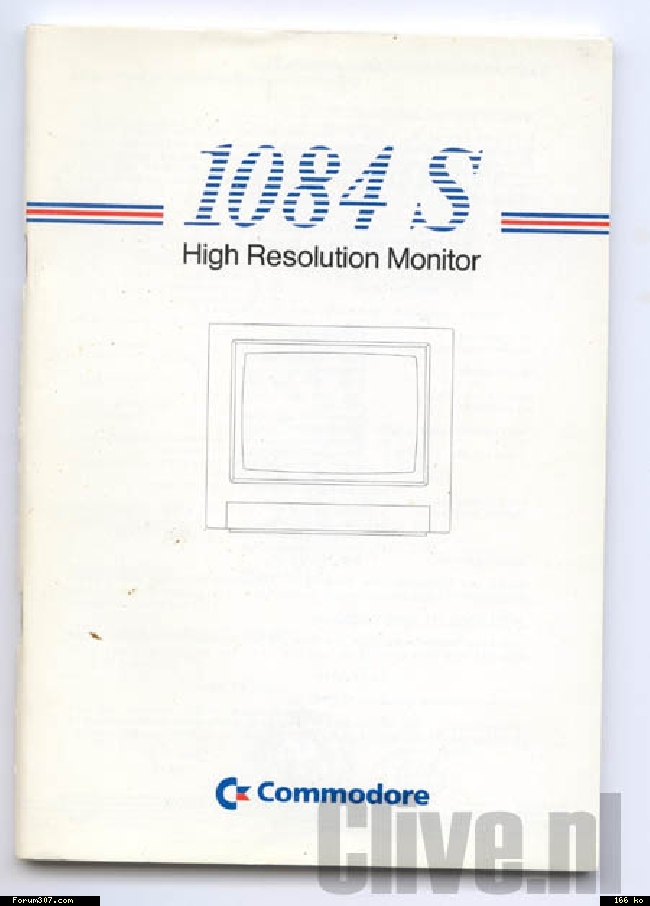 1084 S
High Resolution Monitor
Commodore
Clive.nl
Forum307.com
166 ko